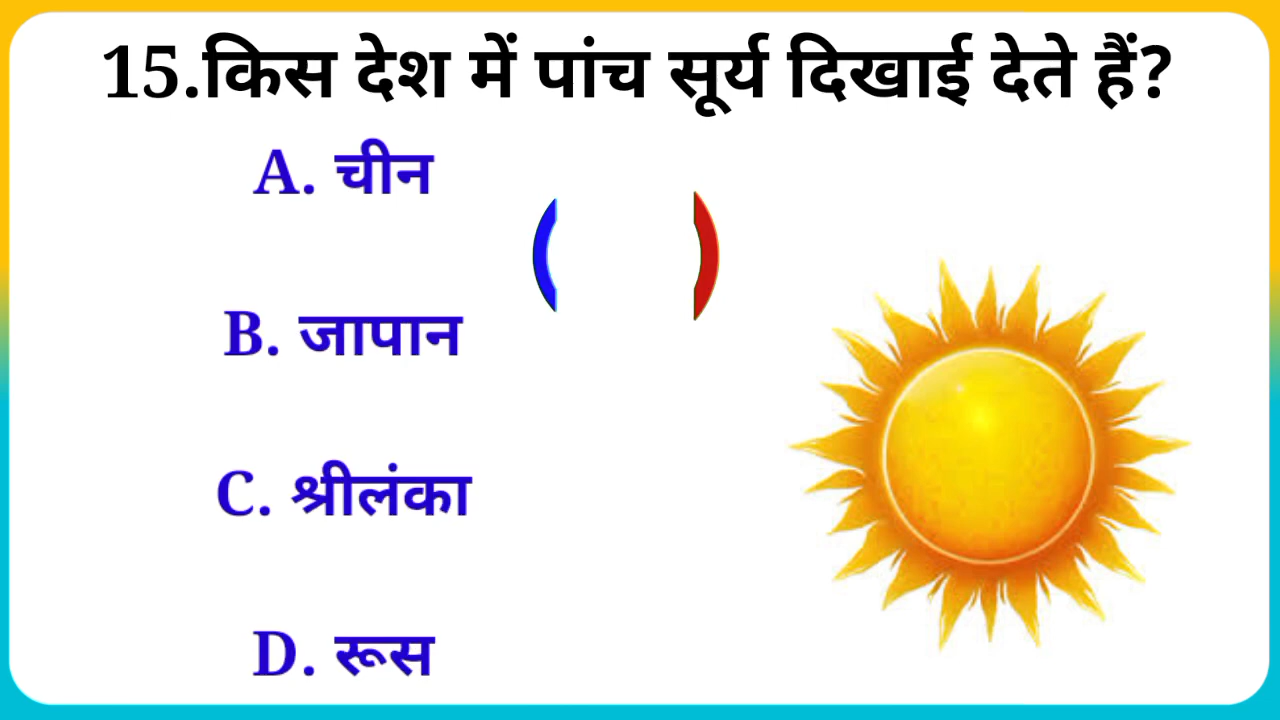 15.किस देश में पांच सूर्य दिखाई देते हैं?
A. चीन
B. जापान
C. श्रीलंका
D. रूस